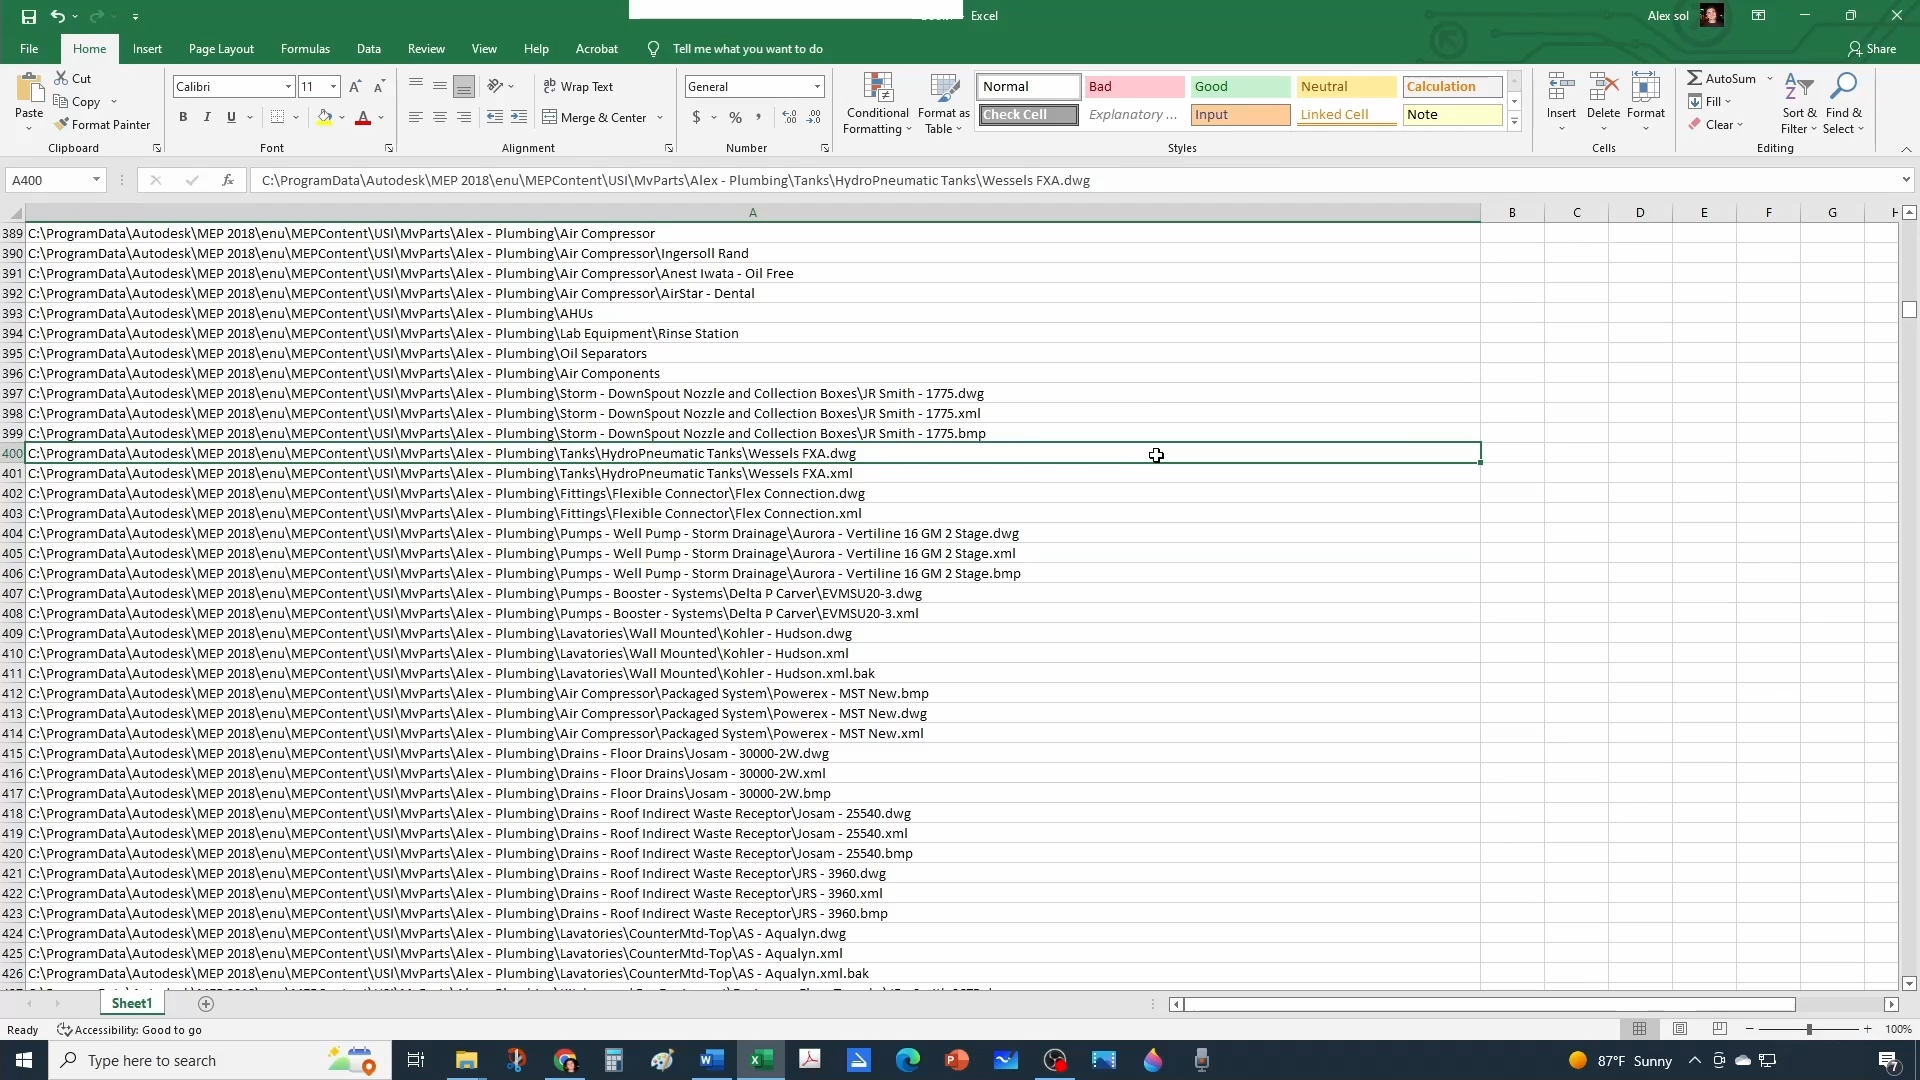 Excel
Alex sol
File Home Insert Page Layout Formulas Data Review View Help Acrobat Tell me what you want to do Share
Paste
Cut
Copy
Format Painter
Clipboard
Calibri 11
B I U
Font
Wrap Text
Merge & Center
Alignment
General
$ % ,
Number
Conditional Formatting
Format as Table
Normal Bad Good Neutral Calculation
Check Cell Explanatory ... Input Linked Cell Note
Styles
Insert Delete Format
Cells
AutoSum
Fill
Clear
Sort & Filter
Find & Select
Editing
A400 fx C:\ProgramData\Autodesk\MEP 2018\enu\MEPContent\USI\MvParts\Alex - Plumbing\Tanks\HydroPneumatic Tanks\Wessels FXA.dwg
A B C D E F G H
389 C:\ProgramData\Autodesk\MEP 2018\enu\MEPContent\USI\MvParts\Alex - Plumbing\Air Compressor
390 C:\ProgramData\Autodesk\MEP 2018\enu\MEPContent\USI\MvParts\Alex - Plumbing\Air Compressor\Ingersoll Rand
391 C:\ProgramData\Autodesk\MEP 2018\enu\MEPContent\USI\MvParts\Alex - Plumbing\Air Compressor\Anest Iwata - Oil Free
392 C:\ProgramData\Autodesk\MEP 2018\enu\MEPContent\USI\MvParts\Alex - Plumbing\Air Compressor\AirStar - Dental
393 C:\ProgramData\Autodesk\MEP 2018\enu\MEPContent\USI\MvParts\Alex - Plumbing\AHUs
394 C:\ProgramData\Autodesk\MEP 2018\enu\MEPContent\USI\MvParts\Alex - Plumbing\Lab Equipment\Rinse Station
395 C:\ProgramData\Autodesk\MEP 2018\enu\MEPContent\USI\MvParts\Alex - Plumbing\Oil Separators
396 C:\ProgramData\Autodesk\MEP 2018\enu\MEPContent\USI\MvParts\Alex - Plumbing\Air Components
397 C:\ProgramData\Autodesk\MEP 2018\enu\MEPContent\USI\MvParts\Alex - Plumbing\Storm - DownSpout Nozzle and Collection Boxes\JR Smith - 1775.dwg
398 C:\ProgramData\Autodesk\MEP 2018\enu\MEPContent\USI\MvParts\Alex - Plumbing\Storm - DownSpout Nozzle and Collection Boxes\JR Smith - 1775.xml
399 C:\ProgramData\Autodesk\MEP 2018\enu\MEPContent\USI\MvParts\Alex - Plumbing\Storm - DownSpout Nozzle and Collection Boxes\JR Smith - 1775.bmp
400 C:\ProgramData\Autodesk\MEP 2018\enu\MEPContent\USI\MvParts\Alex - Plumbing\Tanks\HydroPneumatic Tanks\Wessels FXA.dwg
401 C:\ProgramData\Autodesk\MEP 2018\enu\MEPContent\USI\MvParts\Alex - Plumbing\Tanks\HydroPneumatic Tanks\Wessels FXA.xml
402 C:\ProgramData\Autodesk\MEP 2018\enu\MEPContent\USI\MvParts\Alex - Plumbing\Fittings\Flexible Connector\Flex Connection.dwg
403 C:\ProgramData\Autodesk\MEP 2018\enu\MEPContent\USI\MvParts\Alex - Plumbing\Fittings\Flexible Connector\Flex Connection.xml
404 C:\ProgramData\Autodesk\MEP 2018\enu\MEPContent\USI\MvParts\Alex - Plumbing\Pumps - Well Pump - Storm Drainage\Aurora - Vertiline 16 GM 2 Stage.dwg
405 C:\ProgramData\Autodesk\MEP 2018\enu\MEPContent\USI\MvParts\Alex - Plumbing\Pumps - Well Pump - Storm Drainage\Aurora - Vertiline 16 GM 2 Stage.xml
406 C:\ProgramData\Autodesk\MEP 2018\enu\MEPContent\USI\MvParts\Alex - Plumbing\Pumps - Well Pump - Storm Drainage\Aurora - Vertiline 16 GM 2 Stage.bmp
407 C:\ProgramData\Autodesk\MEP 2018\enu\MEPContent\USI\MvParts\Alex - Plumbing\Pumps - Booster - Systems\Delta P Carver\EVMSU20-3.dwg
408 C:\ProgramData\Autodesk\MEP 2018\enu\MEPContent\USI\MvParts\Alex - Plumbing\Pumps - Booster - Systems\Delta P Carver\EVMSU20-3.xml
409 C:\ProgramData\Autodesk\MEP 2018\enu\MEPContent\USI\MvParts\Alex - Plumbing\Lavatories\Wall Mounted\Kohler - Hudson.dwg
410 C:\ProgramData\Autodesk\MEP 2018\enu\MEPContent\USI\MvParts\Alex - Plumbing\Lavatories\Wall Mounted\Kohler - Hudson.xml
411 C:\ProgramData\Autodesk\MEP 2018\enu\MEPContent\USI\MvParts\Alex - Plumbing\Lavatories\Wall Mounted\Kohler - Hudson.xml.bak
412 C:\ProgramData\Autodesk\MEP 2018\enu\MEPContent\USI\MvParts\Alex - Plumbing\Air Compressor\Packaged System\Powerex - MST New.bmp
413 C:\ProgramData\Autodesk\MEP 2018\enu\MEPContent\USI\MvParts\Alex - Plumbing\Air Compressor\Packaged System\Powerex - MST New.dwg
414 C:\ProgramData\Autodesk\MEP 2018\enu\MEPContent\USI\MvParts\Alex - Plumbing\Air Compressor\Packaged System\Powerex - MST New.xml
415 C:\ProgramData\Autodesk\MEP 2018\enu\MEPContent\USI\MvParts\Alex - Plumbing\Drains - Floor Drains\Josam - 30000-2W.dwg
416 C:\ProgramData\Autodesk\MEP 2018\enu\MEPContent\USI\MvParts\Alex - Plumbing\Drains - Floor Drains\Josam - 30000-2W.xml
417 C:\ProgramData\Autodesk\MEP 2018\enu\MEPContent\USI\MvParts\Alex - Plumbing\Drains - Floor Drains\Josam - 30000-2W.bmp
418 C:\ProgramData\Autodesk\MEP 2018\enu\MEPContent\USI\MvParts\Alex - Plumbing\Drains - Roof Indirect Waste Receptor\Josam - 25540.dwg
419 C:\ProgramData\Autodesk\MEP 2018\enu\MEPContent\USI\MvParts\Alex - Plumbing\Drains - Roof Indirect Waste Receptor\Josam - 25540.xml
420 C:\ProgramData\Autodesk\MEP 2018\enu\MEPContent\USI\MvParts\Alex - Plumbing\Drains - Roof Indirect Waste Receptor\Josam - 25540.bmp
421 C:\ProgramData\Autodesk\MEP 2018\enu\MEPContent\USI\MvParts\Alex - Plumbing\Drains - Roof Indirect Waste Receptor\JRS - 3960.dwg
422 C:\ProgramData\Autodesk\MEP 2018\enu\MEPContent\USI\MvParts\Alex - Plumbing\Drains - Roof Indirect Waste Receptor\JRS - 3960.xml
423 C:\ProgramData\Autodesk\MEP 2018\enu\MEPContent\USI\MvParts\Alex - Plumbing\Drains - Roof Indirect Waste Receptor\JRS - 3960.bmp
424 C:\ProgramData\Autodesk\MEP 2018\enu\MEPContent\USI\MvParts\Alex - Plumbing\Lavatories\CounterMtd-Top\AS - Aqualyn.dwg
425 C:\ProgramData\Autodesk\MEP 2018\enu\MEPContent\USI\MvParts\Alex - Plumbing\Lavatories\CounterMtd-Top\AS - Aqualyn.xml
426 C:\ProgramData\Autodesk\MEP 2018\enu\MEPContent\USI\MvParts\Alex - Plumbing\Lavatories\CounterMtd-Top\AS - Aqualyn.xml.bak
Sheet1
Ready Accessibility: Good to go 100%
Type here to search 87°F Sunny 7